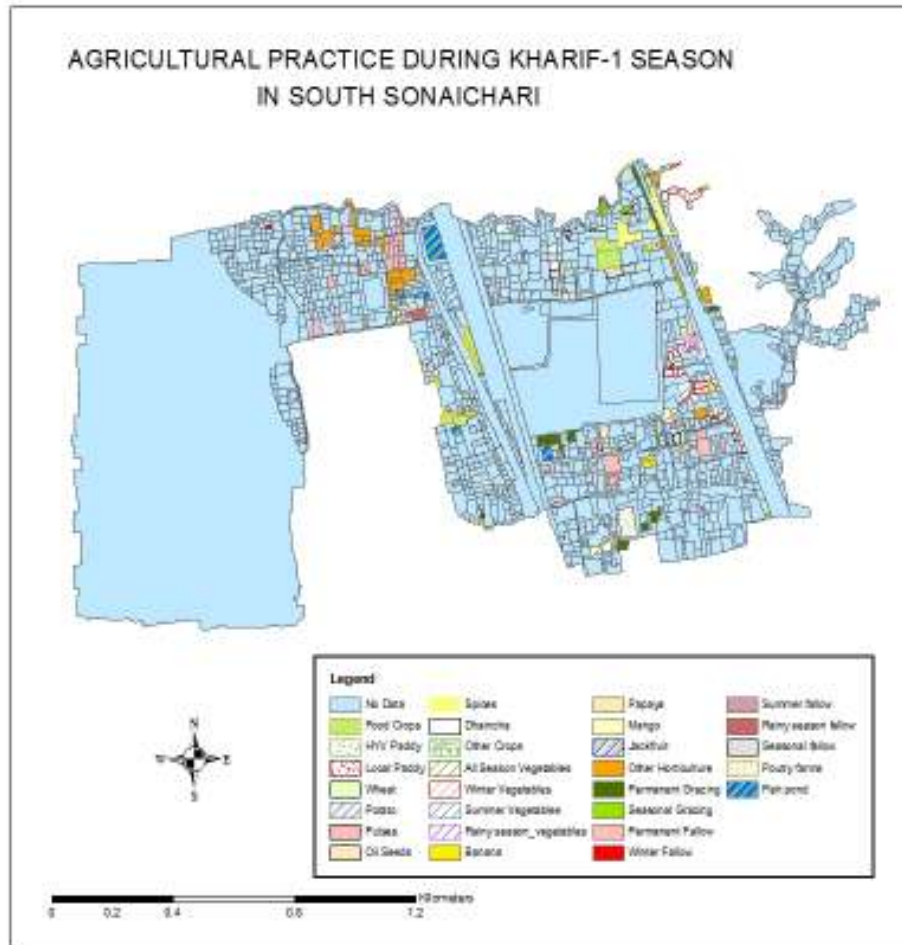 AGRICULTURAL PRACTICE DURING KHARIF-1 SEASON
IN SOUTH SONAICHARI
N
W
E
S
Legend
No Data
Food Crops
HYV Paddy
Local Paddy
Wheat
Potato
Pulses
Oil Seeds
Spices
Dhaincha
Other Crops
All Season Vegetables
Winter Vegetables
Summer Vegetables
Rainy season_vegetables
Banana
Papaya
Mango
Jackfruit
Other Horticulture
Permanent Grazing
Seasonal Grazing
Permanent Fallow
Winter Fallow
Summer fallow
Rainy season fallow
Seasonal fallow
Poultry farms
Fish pond
Kilometers
0 0.2 0.4 0.8 1.2